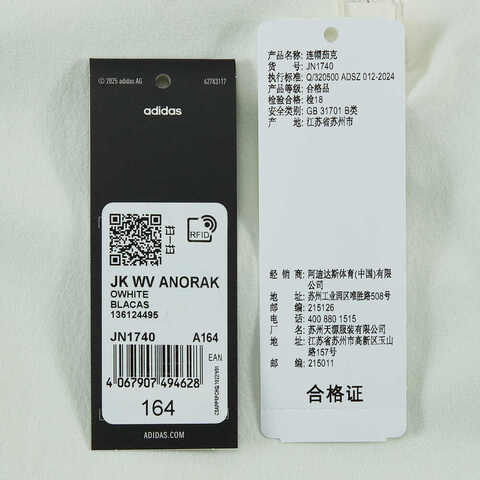 © 2025 adidas AG
62783117
adidas
RFID
JK WV ANORAK
OWHITE
BLACAS
136124495
JN1740
A164
EAN
4 067907 494628
164
ADIDAS.COM
产品名称: 连帽茄克
货 号: JN1740
执行标准: Q/320500 ADSZ 012-2024
产品等级: 合格品
检验合格: 检18
安全类别: GB 31701 B类
产 地: 江苏省苏州市
经 销 商: 阿迪达斯体育(中国)有限
公司
地 址: 苏州工业园区唯胜路508号
邮 编: 215126
电 话: 400 880 1515
厂 名: 苏州天源服装有限公司
地 址: 江苏省苏州市高新区玉山
路157号
邮 编: 215011
合格证